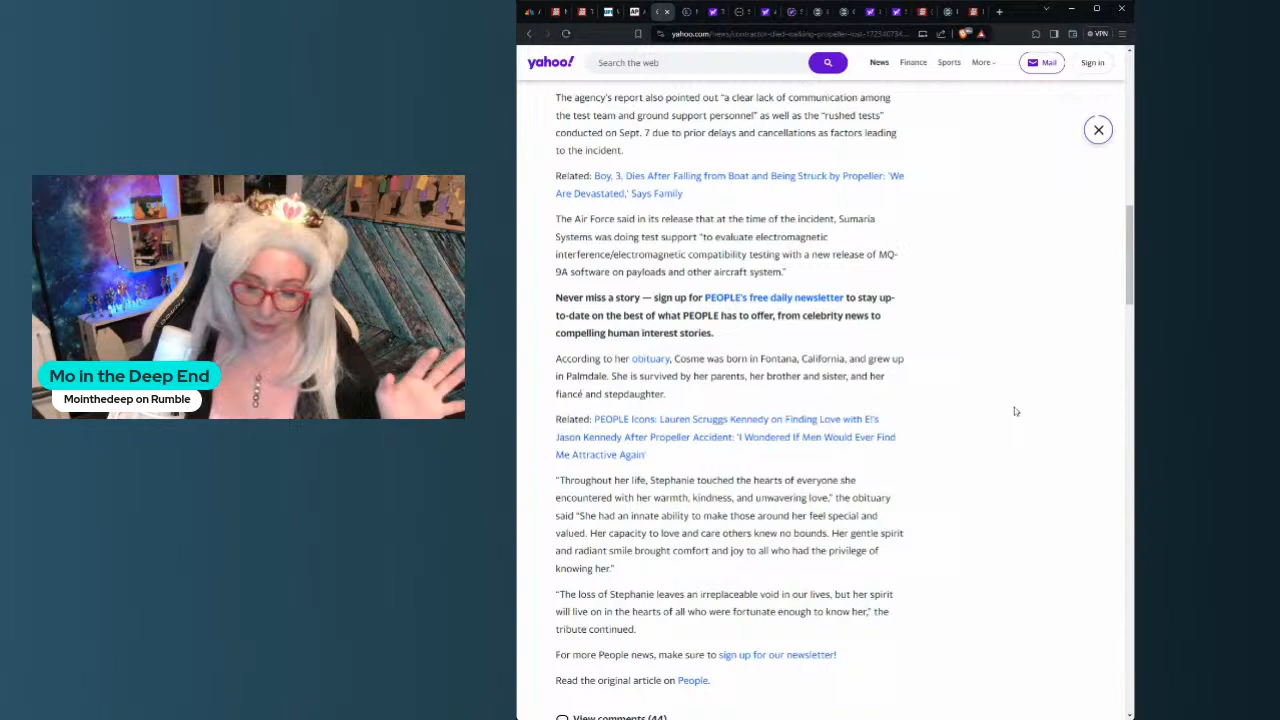 yahoo.com/news/contractor-died-walking-propeller-test-172340734...
VPN
yahoo!
Search the web
News
Finance
Sports
More
Mail
Sign in
The agency's report also pointed out "a clear lack of communication among
the test team and ground support personnel" as well as the "rushed tests"
conducted on Sept. 7 due to prior delays and cancellations as factors leading
to the incident.
Related: Boy, 3, Dies After Falling from Boat and Being Struck by Propeller: 'We
Are Devastated,' Says Family
The Air Force said in its release that at the time of the incident, Sumaria
Systems was doing test support "to evaluate electromagnetic
interference/electromagnetic compatibility testing with a new release of MQ-
9A software on payloads and other aircraft system."
Never miss a story — sign up for PEOPLE's free daily newsletter to stay up-
to-date on the best of what PEOPLE has to offer, from celebrity news to
compelling human interest stories.
According to her obituary, Cosme was born in Fontana, California, and grew up
in Palmdale. She is survived by her parents, her brother and sister, and her
fiancé and stepdaughter.
Related: PEOPLE Icons: Lauren Scruggs Kennedy on Finding Love with E!'s
Jason Kennedy After Propeller Accident: 'I Wondered If Men Would Ever Find
Me Attractive Again'
"Throughout her life, Stephanie touched the hearts of everyone she
encountered with her warmth, kindness, and unwavering love," the obituary
said "She had an innate ability to make those around her feel special and
valued. Her capacity to love and care others knew no bounds. Her gentle spirit
and radiant smile brought comfort and joy to all who had the privilege of
knowing her."
"The loss of Stephanie leaves an irreplaceable void in our lives, but her spirit
will live on in the hearts of all who were fortunate enough to know her," the
tribute continued.
For more People news, make sure to sign up for our newsletter!
Read the original article on People.
View comments (44)
Mo in the Deep End
Mointhedeep on Rumble